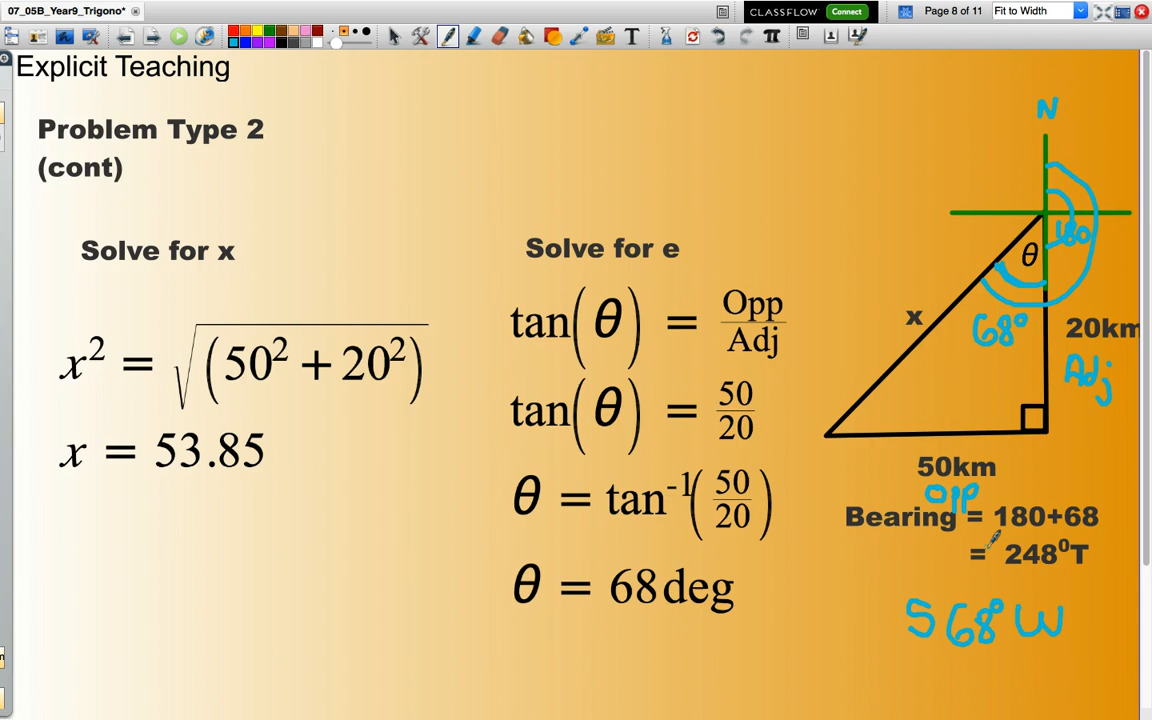 07_05B_Year9_Trigono*
CLASSFLOW Connect
Page 8 of 11
Fit to Width
Explicit Teaching
Problem Type 2
(cont)
Solve for x
x² = √(50² + 20²)
x = 53.85
Solve for e
tan(θ) = Opp/Adj
tan(θ) = 50/20
θ = tan⁻¹(50/20)
θ = 68deg
N
180
θ
x
68°
20km
Adj
50km
Opp
Bearing = 180+68
= 248⁰T
S 68° W